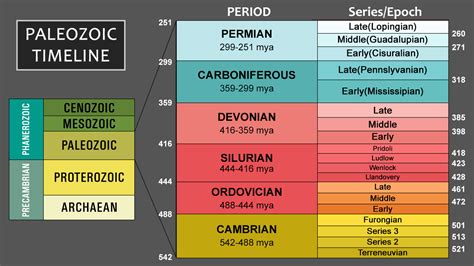 PALEOZOIC
TIMELINE
PERIOD
Series/Epoch
PHANEROZOIC
PRECAMBRIAN
CENOZOIC
MESOZOIC
PALEOZOIC
PROTEROZOIC
ARCHAEAN
251
299
359
369
416
444
488
542
PERMIAN
299-251 mya
CARBONIFEROUS
359-299 mya
DEVONIAN
416-359 mya
SILURIAN
444-416 mya
ORDOVICIAN
488-444 mya
CAMBRIAN
542-488 mya
Late(Lopingian)
Middle(Guadalupian)
Early(Cisuralian)
Late(Pennslyvanian)
Early(Mississipian)
Late
Middle
Early
Pridoli
Ludlow
Wenlock
Llandovery
Late
Middle
Early
Furongian
Series 3
Series 2
Terreneuvian
260
271
318
385
398
418
423
428
461
472
501
513
521